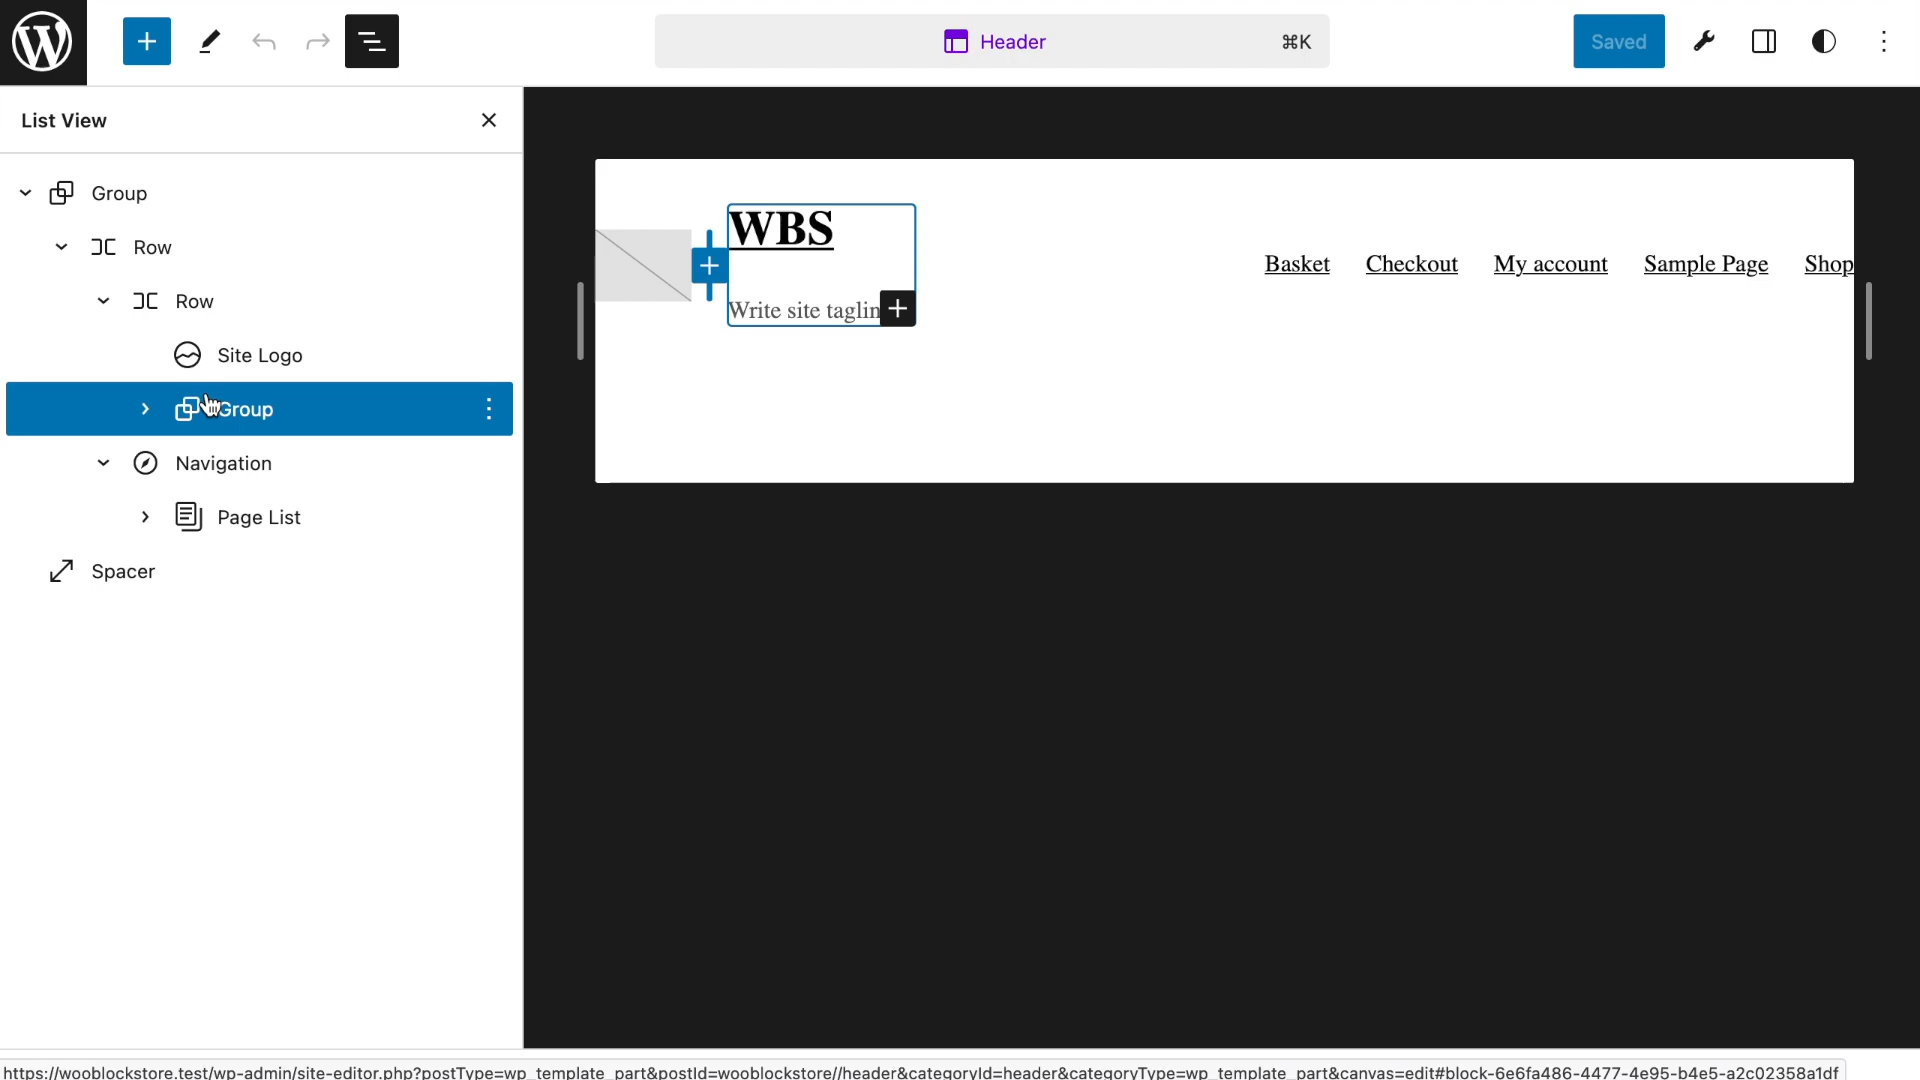 Header
⌘K
Saved
List View
Group
Row
Row
Site Logo
Group
Navigation
Page List
Spacer
WBS
Write site taglin
Basket
Checkout
My account
Sample Page
Shop
https://wooblockstore.test/wp-admin/site-editor.php?postType=wp_template_part&postId=wooblockstore//header&categoryId=header&categoryType=wp_template_part&canvas=edit#block-6e6fa486-4477-4e95-b4e5-a2c02358a1df